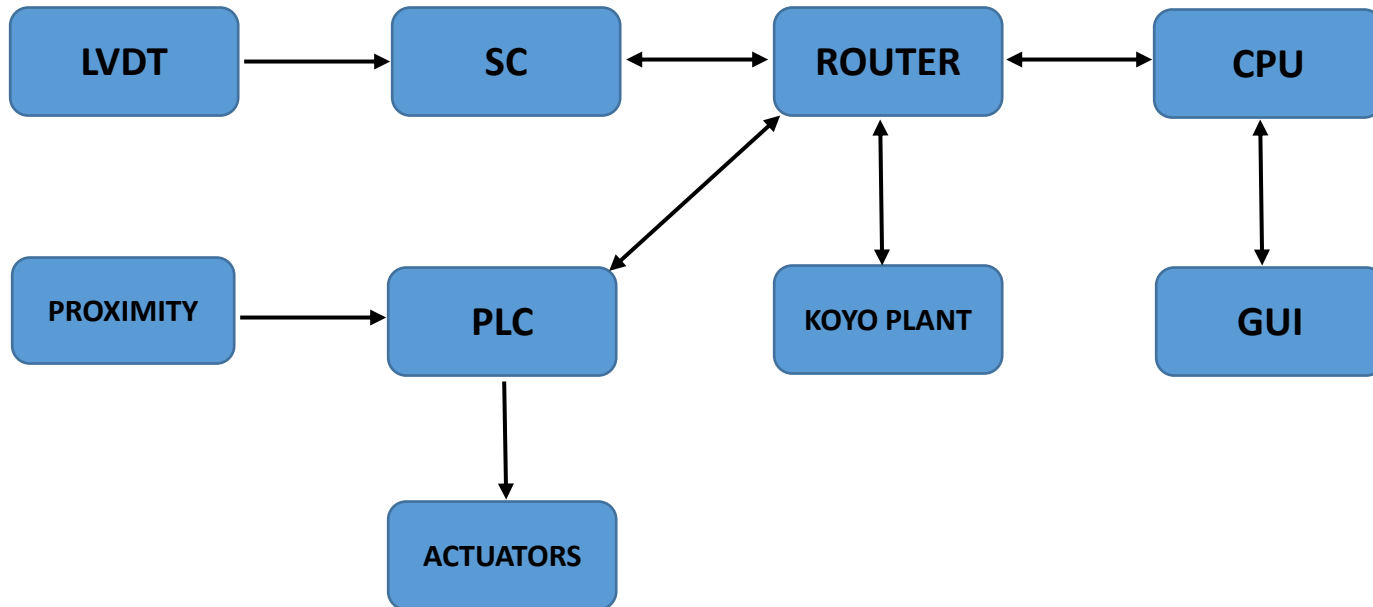 LVDT
SC
ROUTER
CPU
PROXIMITY
PLC
KOYO PLANT
GUI
ACTUATORS